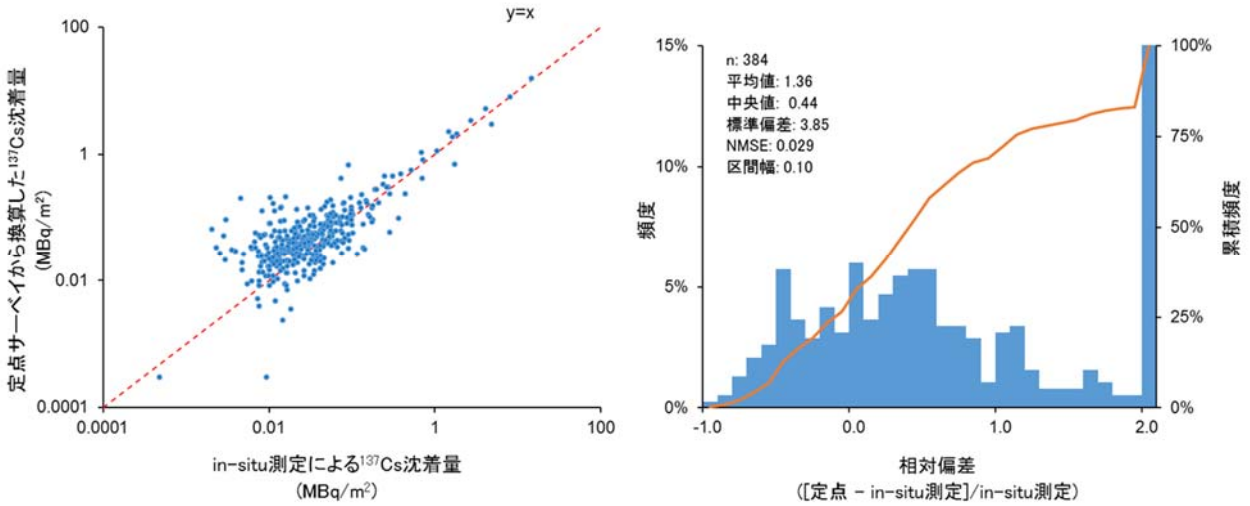 y=x
100
1
0.01
0.0001
0.0001
0.01
1
100
定点サーベイから換算した¹³⁷Cs沈着量
(MBq/m²)
in-situ測定による¹³⁷Cs沈着量
(MBq/m²)
n: 384
平均値: 1.36
中央値: 0.44
標準偏差: 3.85
NMSE: 0.029
区間幅: 0.10
15%
10%
5%
0%
頻度
100%
75%
50%
25%
0%
累積頻度
-1.0
0.0
1.0
2.0
相対偏差
([定点 - in-situ測定]/in-situ測定)